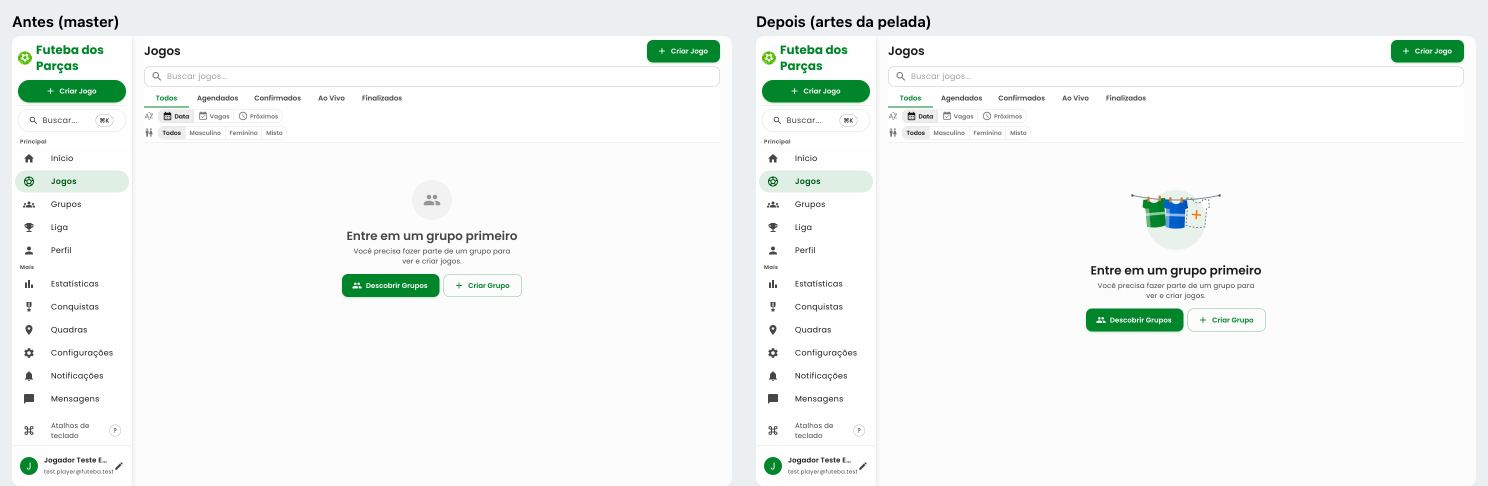 Antes (master)
Futeba dos
Parças
+ Criar Jogo
Buscar...
⌘K
Principal
Início
Jogos
Grupos
Liga
Perfil
Mais
Estatísticas
Conquistas
Quadras
Configurações
Notificações
Mensagens
Atalhos de
teclado
?
J
Jogador Teste E...
test.player@futeba.test
Jogos
+ Criar Jogo
Buscar jogos...
Todos Agendados Confirmados Ao Vivo Finalizados
Data Vagas Próximos
Todos Masculino Feminino Misto
Entre em um grupo primeiro
Você precisa fazer parte de um grupo para
ver e criar jogos.
Descobrir Grupos + Criar Grupo
Depois (artes da pelada)
Futeba dos
Parças
+ Criar Jogo
Buscar...
⌘K
Principal
Início
Jogos
Grupos
Liga
Perfil
Mais
Estatísticas
Conquistas
Quadras
Configurações
Notificações
Mensagens
Atalhos de
teclado
?
J
Jogador Teste E...
test.player@futeba.test
Jogos
+ Criar Jogo
Buscar jogos...
Todos Agendados Confirmados Ao Vivo Finalizados
Data Vagas Próximos
Todos Masculino Feminino Misto
Entre em um grupo primeiro
Você precisa fazer parte de um grupo para
ver e criar jogos.
Descobrir Grupos + Criar Grupo